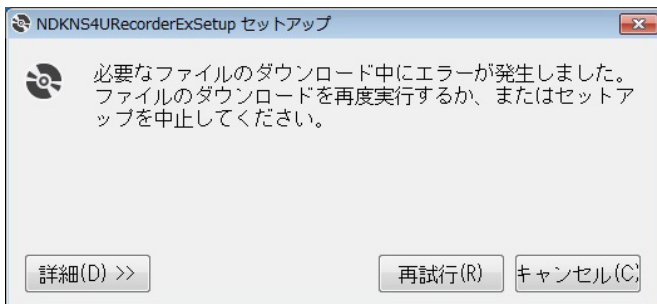 NDKNS4URecorderExSetup セットアップ
必要なファイルのダウンロード中にエラーが発生しました。
ファイルのダウンロードを再度実行するか、またはセットア
ップを中止してください。
詳細(D) >>
再試行(R)
キャンセル(C)